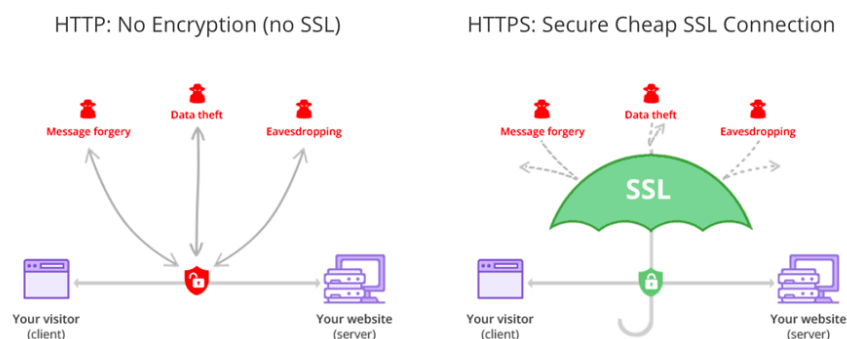 HTTP: No Encryption (no SSL)
Message forgery
Data theft
Eavesdropping
Your visitor
(client)
Your website
(server)
HTTPS: Secure Cheap SSL Connection
Message forgery
Data theft
Eavesdropping
SSL
Your visitor
(client)
Your website
(server)